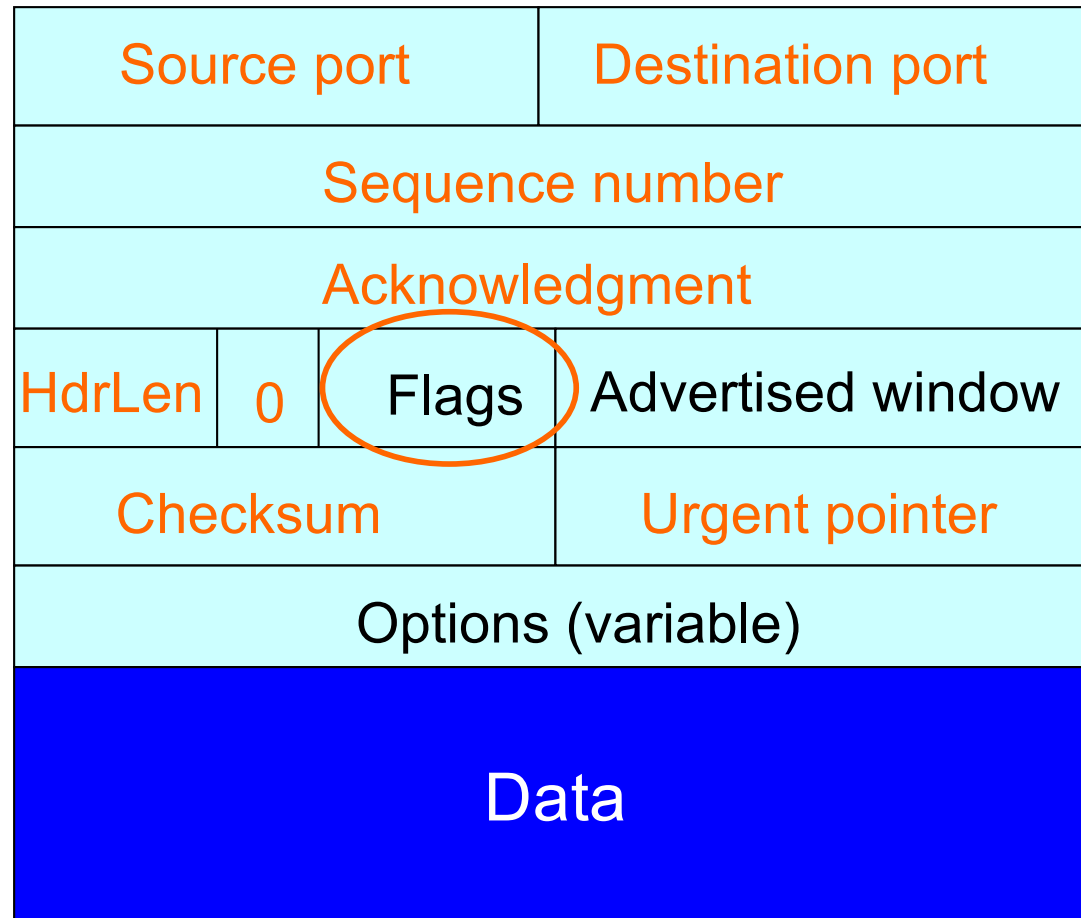 Source port Destination port
Sequence number
Acknowledgment
HdrLen 0 Flags Advertised window
Checksum Urgent pointer
Options (variable)
Data